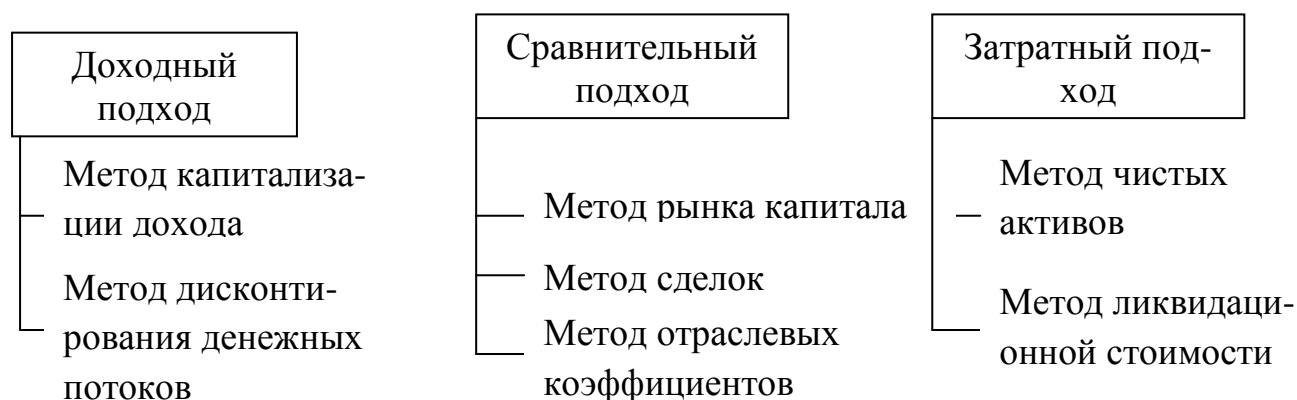 Доходный
подход
Метод капитализа-
ции дохода
Метод дисконти-
рования денежных
потоков
Сравнительный
подход
Метод рынка капитала
Метод сделок
Метод отраслевых
коэффициентов
Затратный под-
ход
Метод чистых
активов
Метод ликвидаци-
онной стоимости